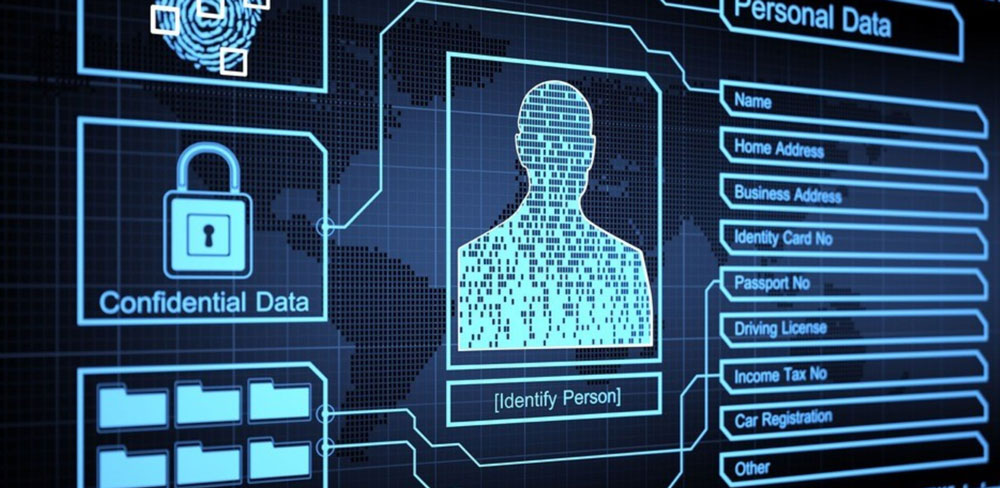 Personal Data
Name
Home Address
Business Address
Identity Card No
Passport No
Driving License
Income Tax No
Car Registration
Other
Confidential Data
[Identify Person]